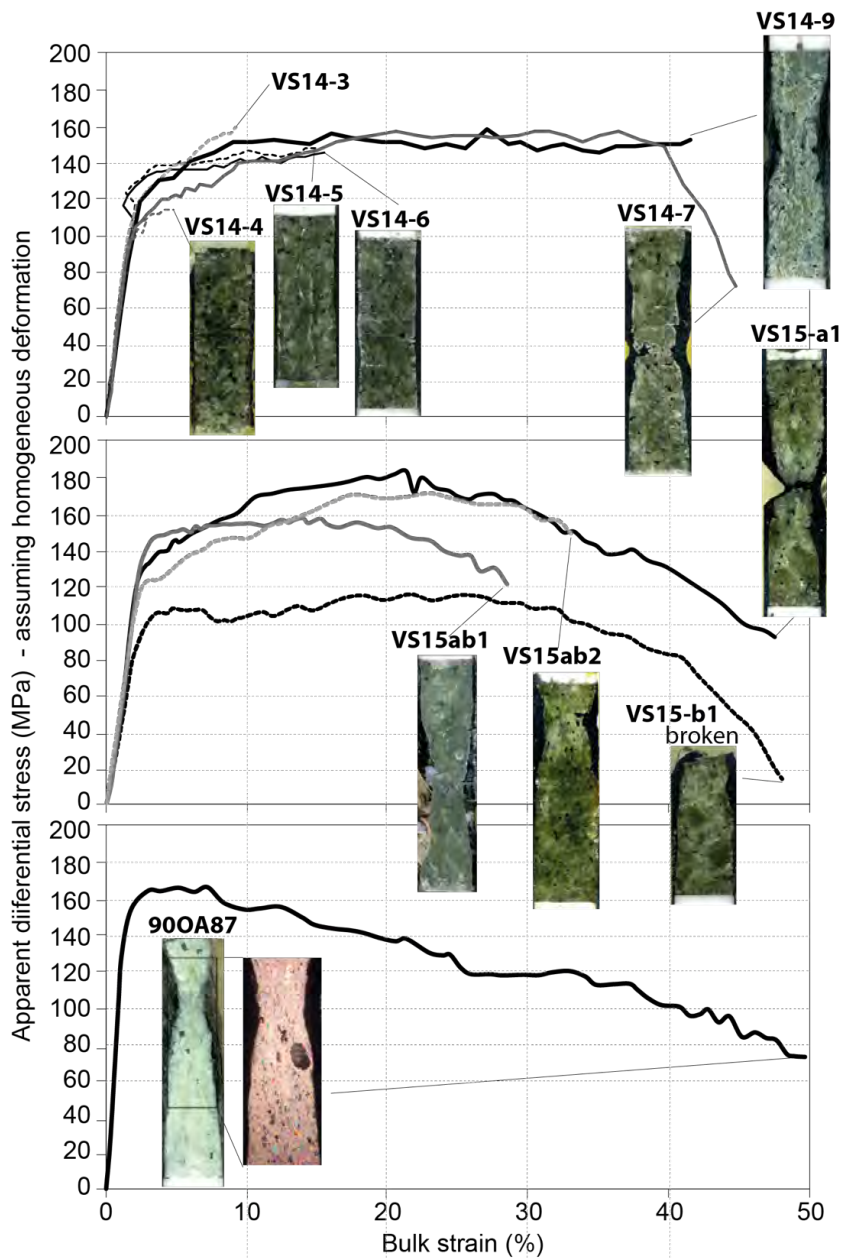 VS14-9
200
180
160
140
120
100
80
60
40
20
0
VS14-3
VS14-5
VS14-4
VS14-6
VS14-7
VS15-a1
200
180
160
140
120
100
80
60
40
20
0
VS15ab1
VS15ab2
VS15-b1
broken
200
180
160
140
120
100
80
60
40
20
0
90OA87
0
10
20
30
40
50
Bulk strain (%)
Apparent diiferential stress (MPa) - assuming homogeneous deformation